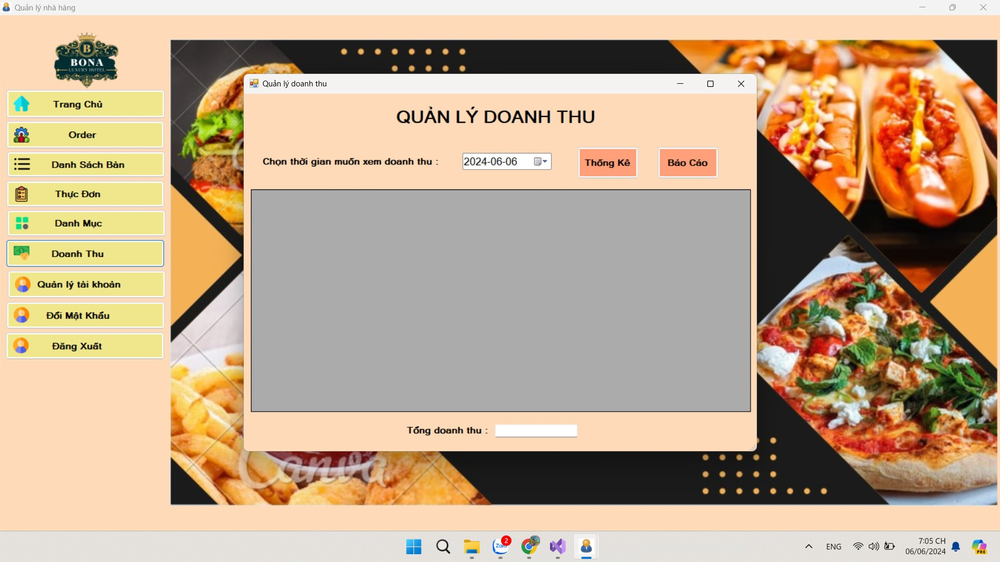 Quản lý nhà hàng
B
BONA
LUXURY HOTEL
Trang Chủ
Order
Danh Sách Bàn
Thực Đơn
Danh Mục
Doanh Thu
Quản lý tài khoản
Đổi Mật Khẩu
Đăng Xuất
Quản lý doanh thu
QUẢN LÝ DOANH THU
Chọn thời gian muốn xem doanh thu :
2024-06-06
Thống Kê
Báo Cáo
Tổng doanh thu :
Canva
Zalo
2
ENG
7:05 CH
06/06/2024
PRE